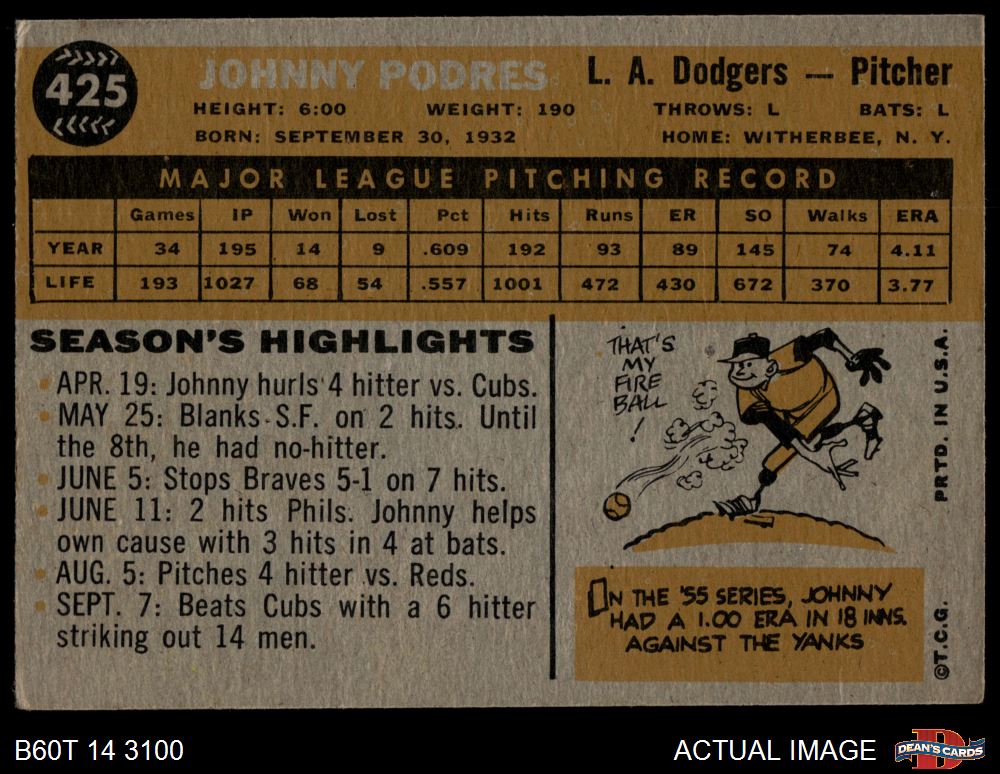 425
JOHNNY PODRES L. A. Dodgers — Pitcher
HEIGHT: 6:00 WEIGHT: 190 THROWS: L BATS: L
BORN: SEPTEMBER 30, 1932 HOME: WITHERBEE, N. Y.
MAJOR LEAGUE PITCHING RECORD
Games IP Won Lost Pct Hits Runs ER SO Walks ERA
YEAR 34 195 14 9 .609 192 93 89 145 74 4.11
LIFE 193 1027 68 54 .557 1001 472 430 672 370 3.77
SEASON'S HIGHLIGHTS
APR. 19: Johnny hurls 4 hitter vs. Cubs.
MAY 25: Blanks S.F. on 2 hits. Until
the 8th, he had no-hitter.
JUNE 5: Stops Braves 5-1 on 7 hits.
JUNE 11: 2 hits Phils. Johnny helps
own cause with 3 hits in 4 at bats.
AUG. 5: Pitches 4 hitter vs. Reds.
SEPT. 7: Beats Cubs with a 6 hitter
striking out 14 men.
THAT'S
MY
FIRE
BALL
!
IN THE '55 SERIES, JOHNNY
HAD A 1.00 ERA IN 18 INNS.
AGAINST THE YANKS
PRTD. IN U.S.A.
©T.C.G.
B60T 14 3100
ACTUAL IMAGE
D
DEAN'S CARDS